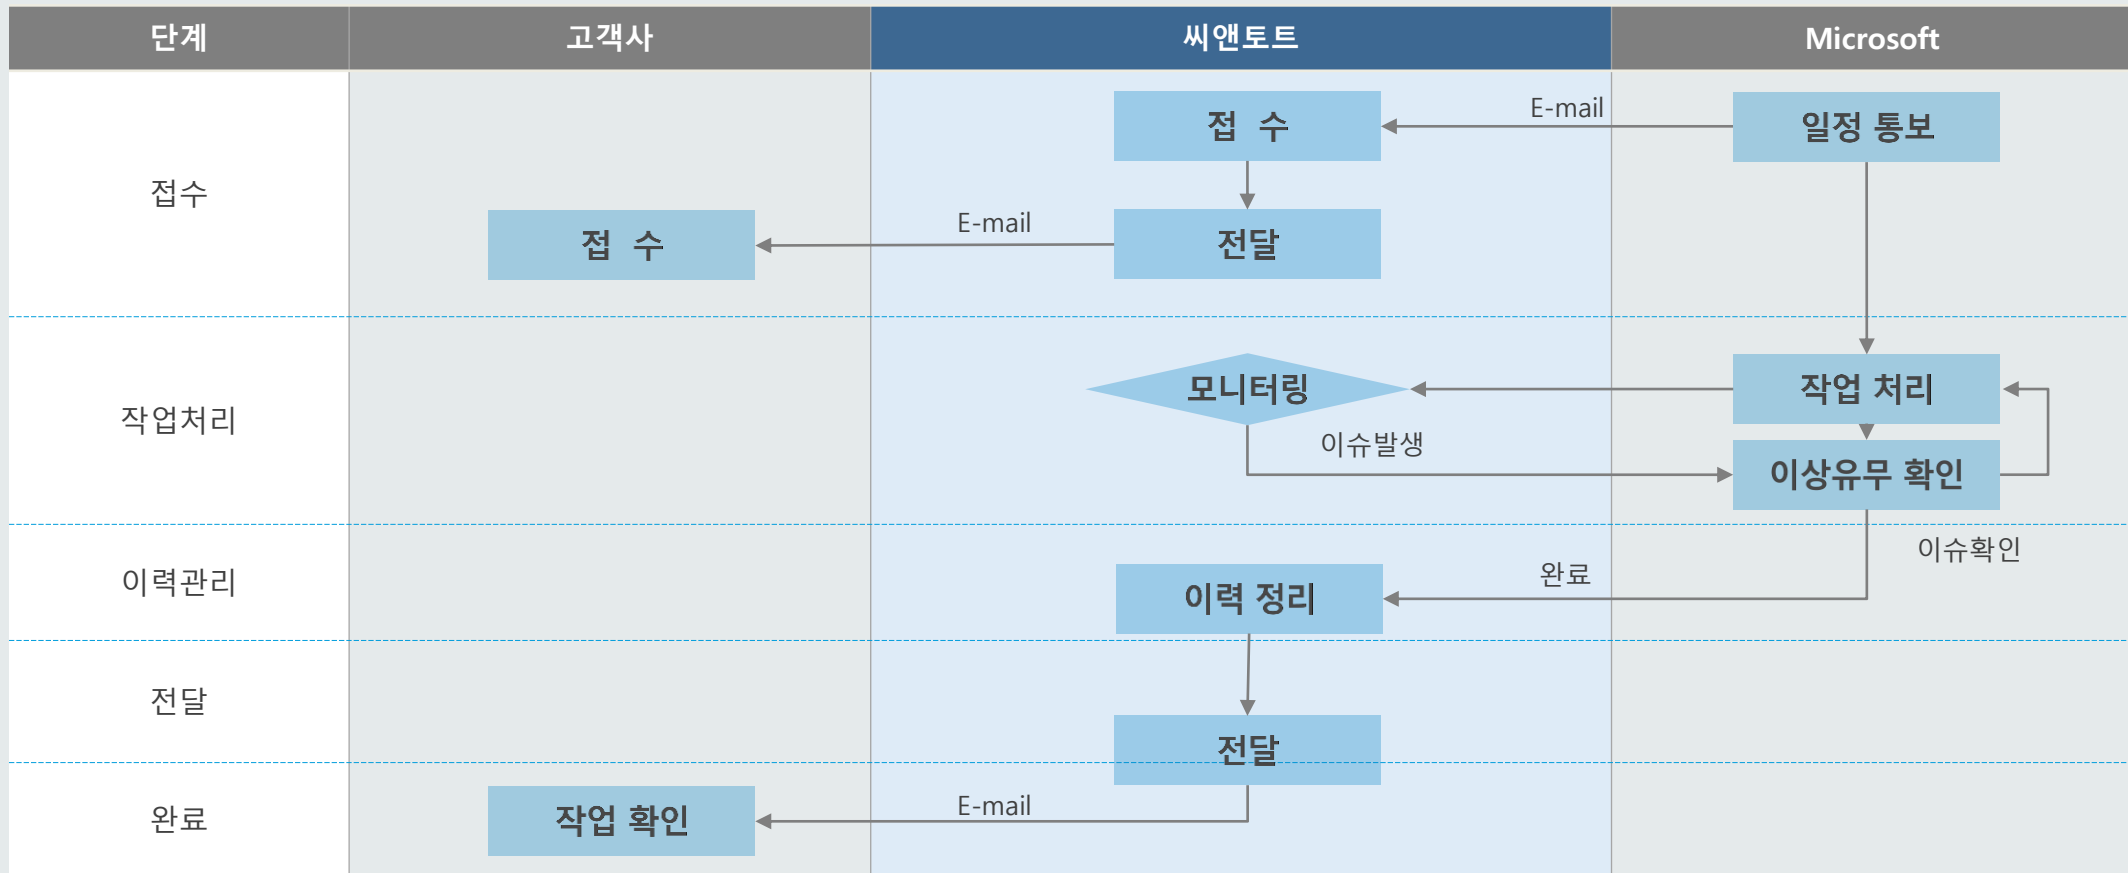 단계
고객사
씨앤토트
Microsoft
접수
접 수
E-mail
일정 통보
접 수
E-mail
전달
작업처리
모니터링
작업 처리
이슈발생
이상유무 확인
이력관리
이력 정리
완료
이슈확인
전달
전달
완료
작업 확인
E-mail